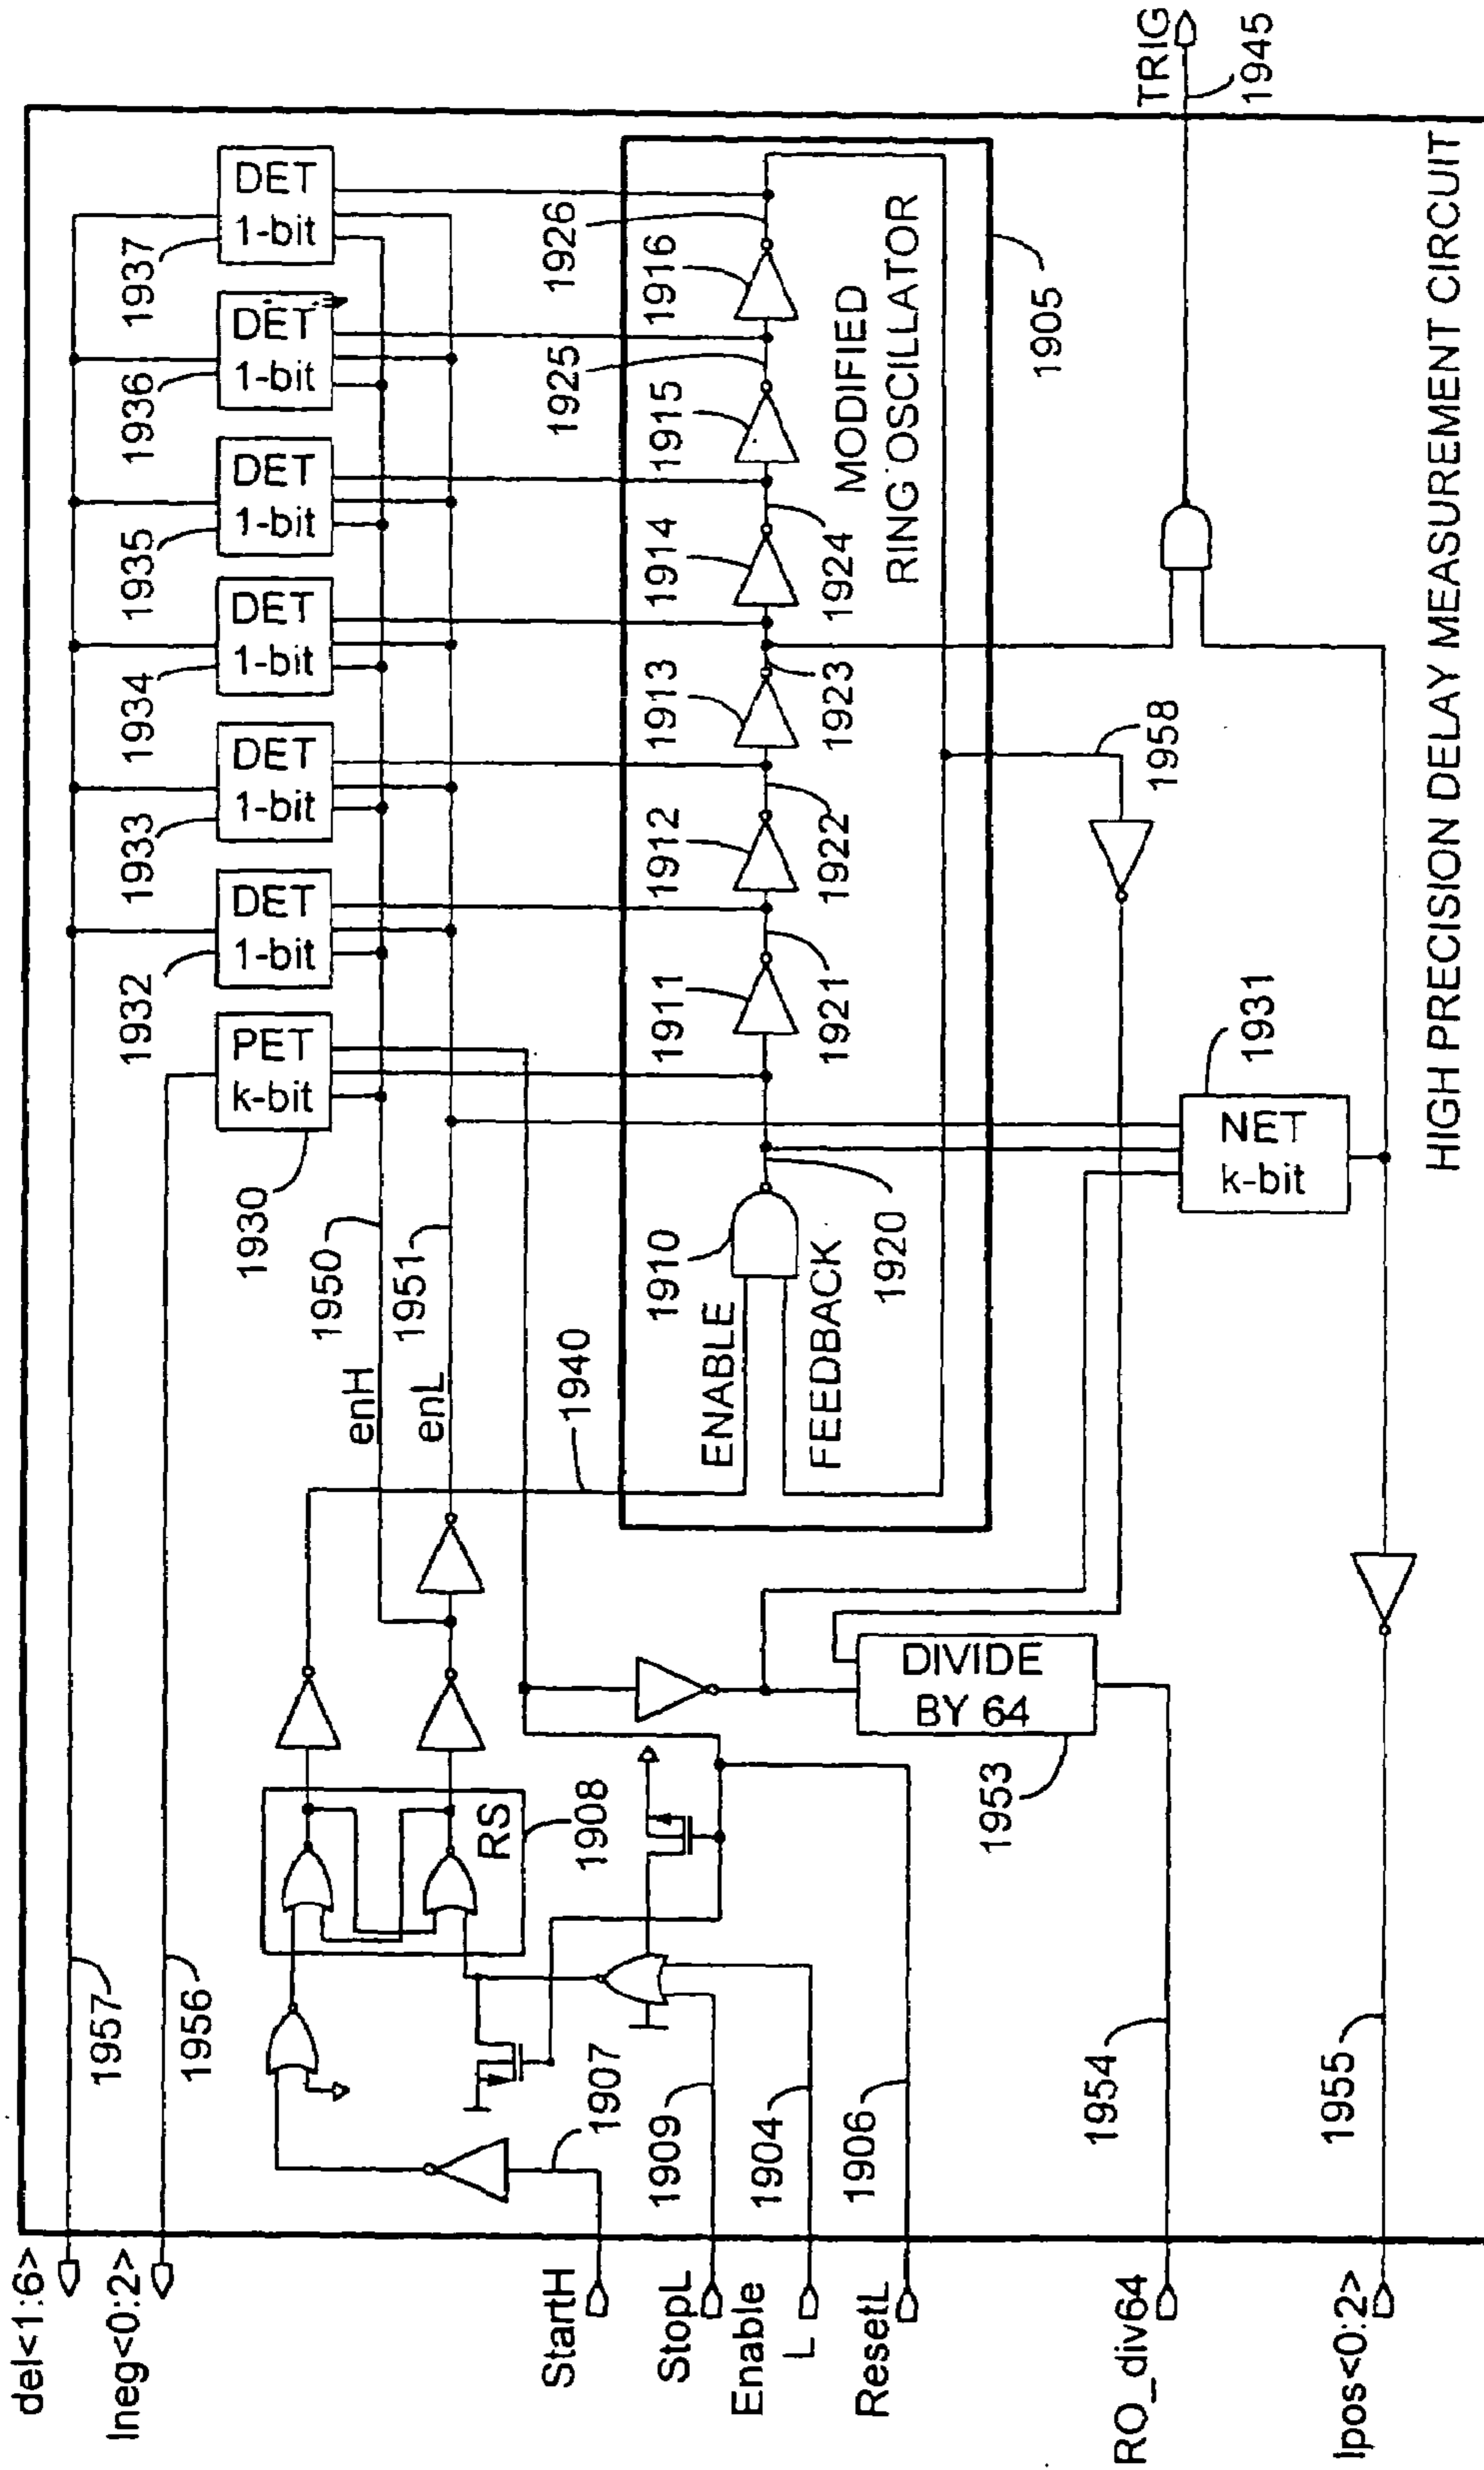 del<1:6>
Ineg<0:2>
StartH
StopL
Enable
L
ResetL
RO_div64
Ipos<0:2>
1957
1956
1907
1909
1904
1906
1954
1955
RS
1908
DIVIDE
BY 64
1953
enH
enL
1950
1951
1940
ENABLE
FEEDBACK
1910
1920
1930
PET
k-bit
1932
DET
1-bit
1933
DET
1-bit
1934
DET
1-bit
1935
DET
1-bit
1936
DET
1-bit
1937
DET
1-bit
1911
1921
1912
1922
1913
1923
1914
1924
1915
1925
1916
1926
MODIFIED
RING OSCILLATOR
1905
1958
1931
NET
k-bit
TRIG
1945
HIGH PRECISION DELAY MEASUREMENT CIRCUIT